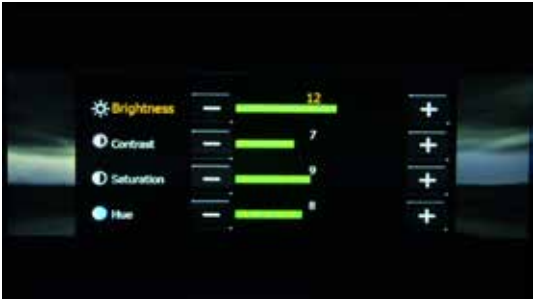 Brightness − 12 +
Contrast − 7 +
Saturation − 9 +
Hue − 8 +